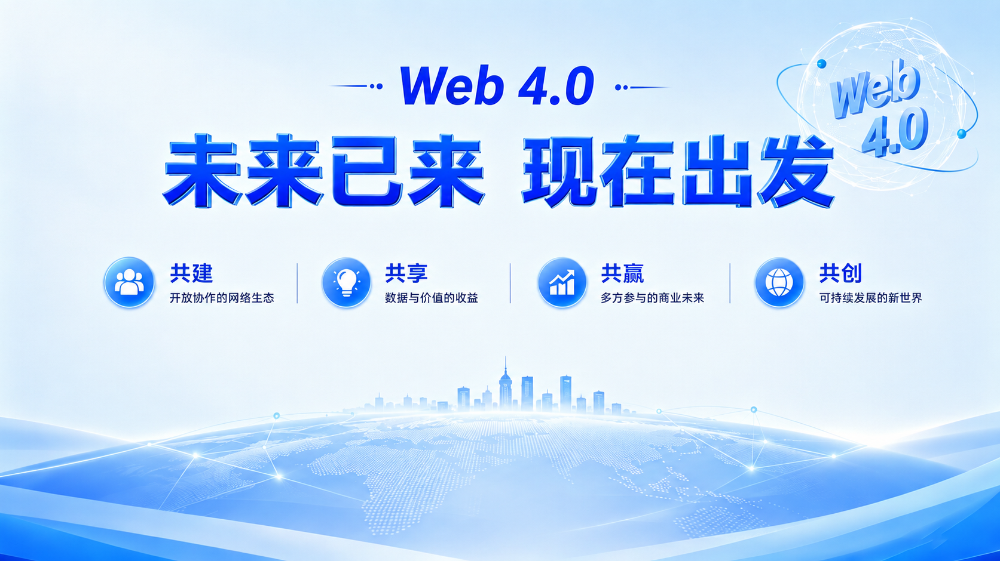 Web 4.0
Web
4.0
未来已来 现在出发
共建
开放协作的网络生态
共享
数据与价值的收益
共赢
多方参与的商业未来
共创
可持续发展的新世界